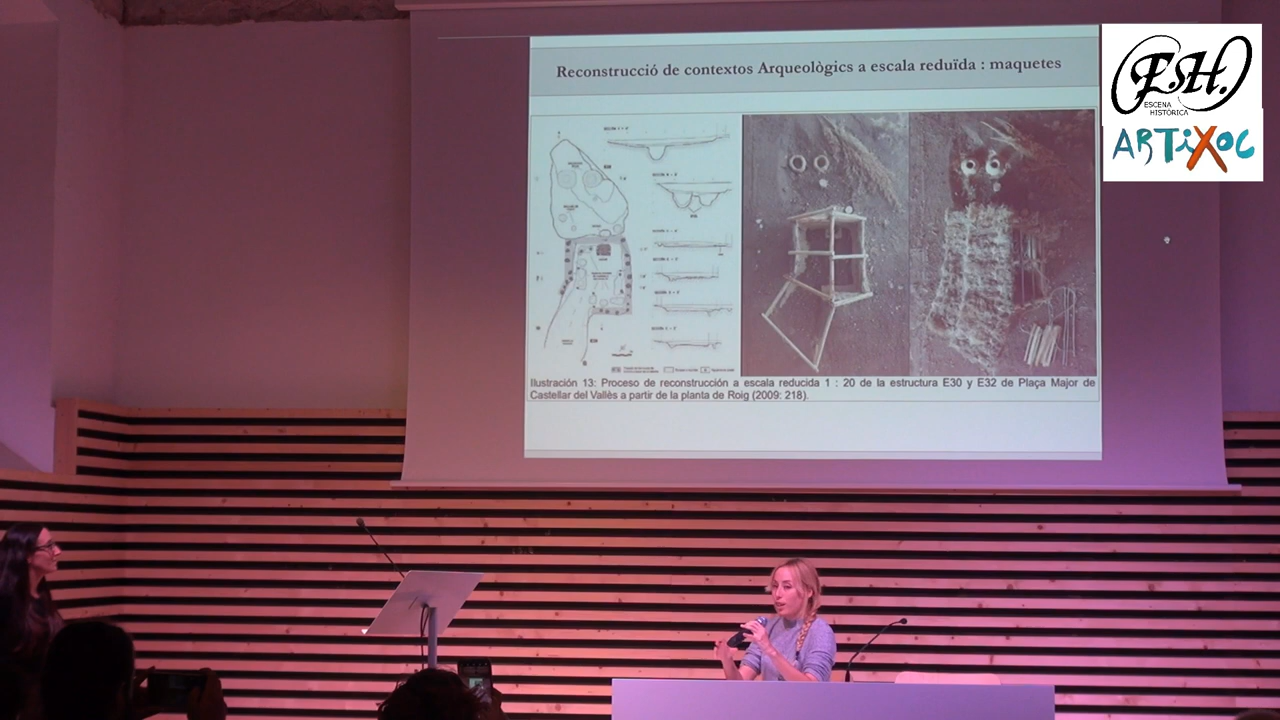 Reconstrucció de contextos Arqueològics a escala reduïda : maquetes
E.S.H.
ESCENA
HISTÒRICA
ARTiXOC
Ilustración 13: Proceso de reconstrucción a escala reducida 1 : 20 de la estructura E30 y E32 de Plaça Major de
Castellar del Vallès a partir de la planta de Roig (2009: 218).